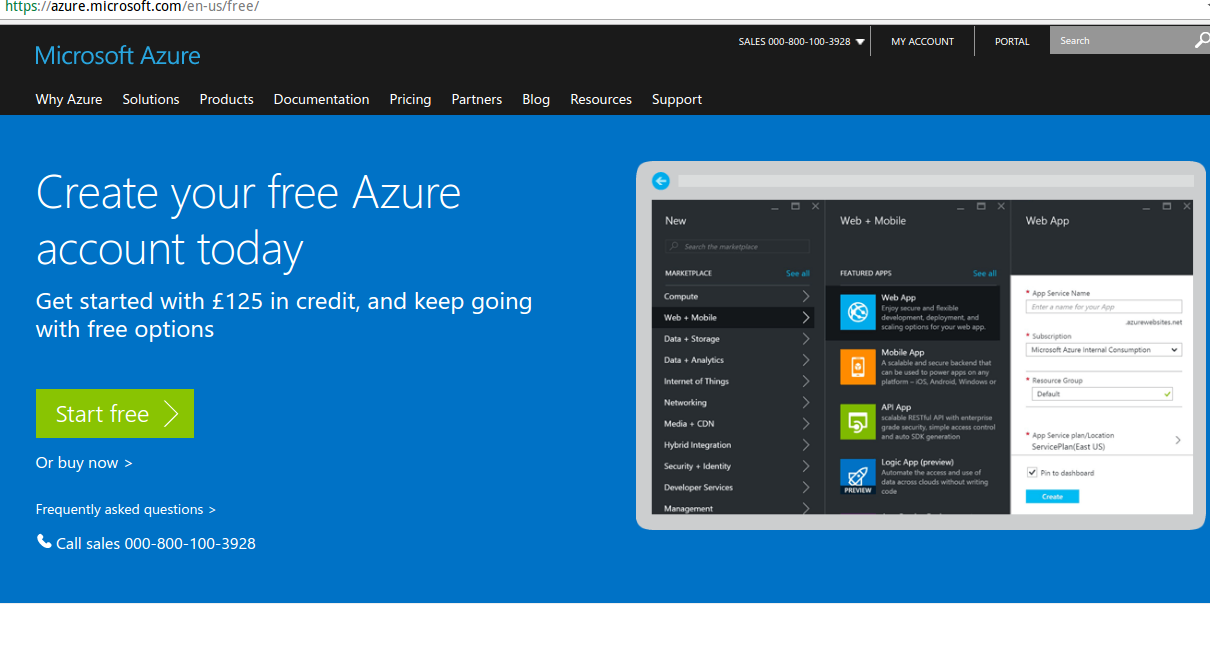 https://azure.microsoft.com/en-us/free/
SALES 000-800-100-3928 MY ACCOUNT PORTAL Search
Microsoft Azure
Why Azure Solutions Products Documentation Pricing Partners Blog Resources Support
Create your free Azure
account today
Get started with £125 in credit, and keep going
with free options
Start free
Or buy now >
Frequently asked questions >
Call sales 000-800-100-3928
New
Search the marketplace
MARKETPLACE See all
Compute
Web + Mobile
Data + Storage
Data + Analytics
Internet of Things
Networking
Media + CDN
Hybrid Integration
Security + Identity
Developer Services
Management
Web + Mobile
FEATURED APPS See all
Web App
Enjoy secure and flexible
development, deployment, and
scaling options for your web app.
Mobile App
A scalable and secure backend that
can be used to power apps on any
platform – iOS, Android, Windows or
API App
scalable RESTful API with enterprise
grade security, simple access control
and auto SDK generation
Logic App (preview)
Automate the access and use of
data across clouds without writing
code
PREVIEW
Web App
* App Service Name
Enter a name for your App
.azurewebsites.net
* Subscription
Microsoft Azure Internal Consumption
* Resource Group
Default
* App Service plan/Location
ServicePlan(East US)
Pin to dashboard
Create